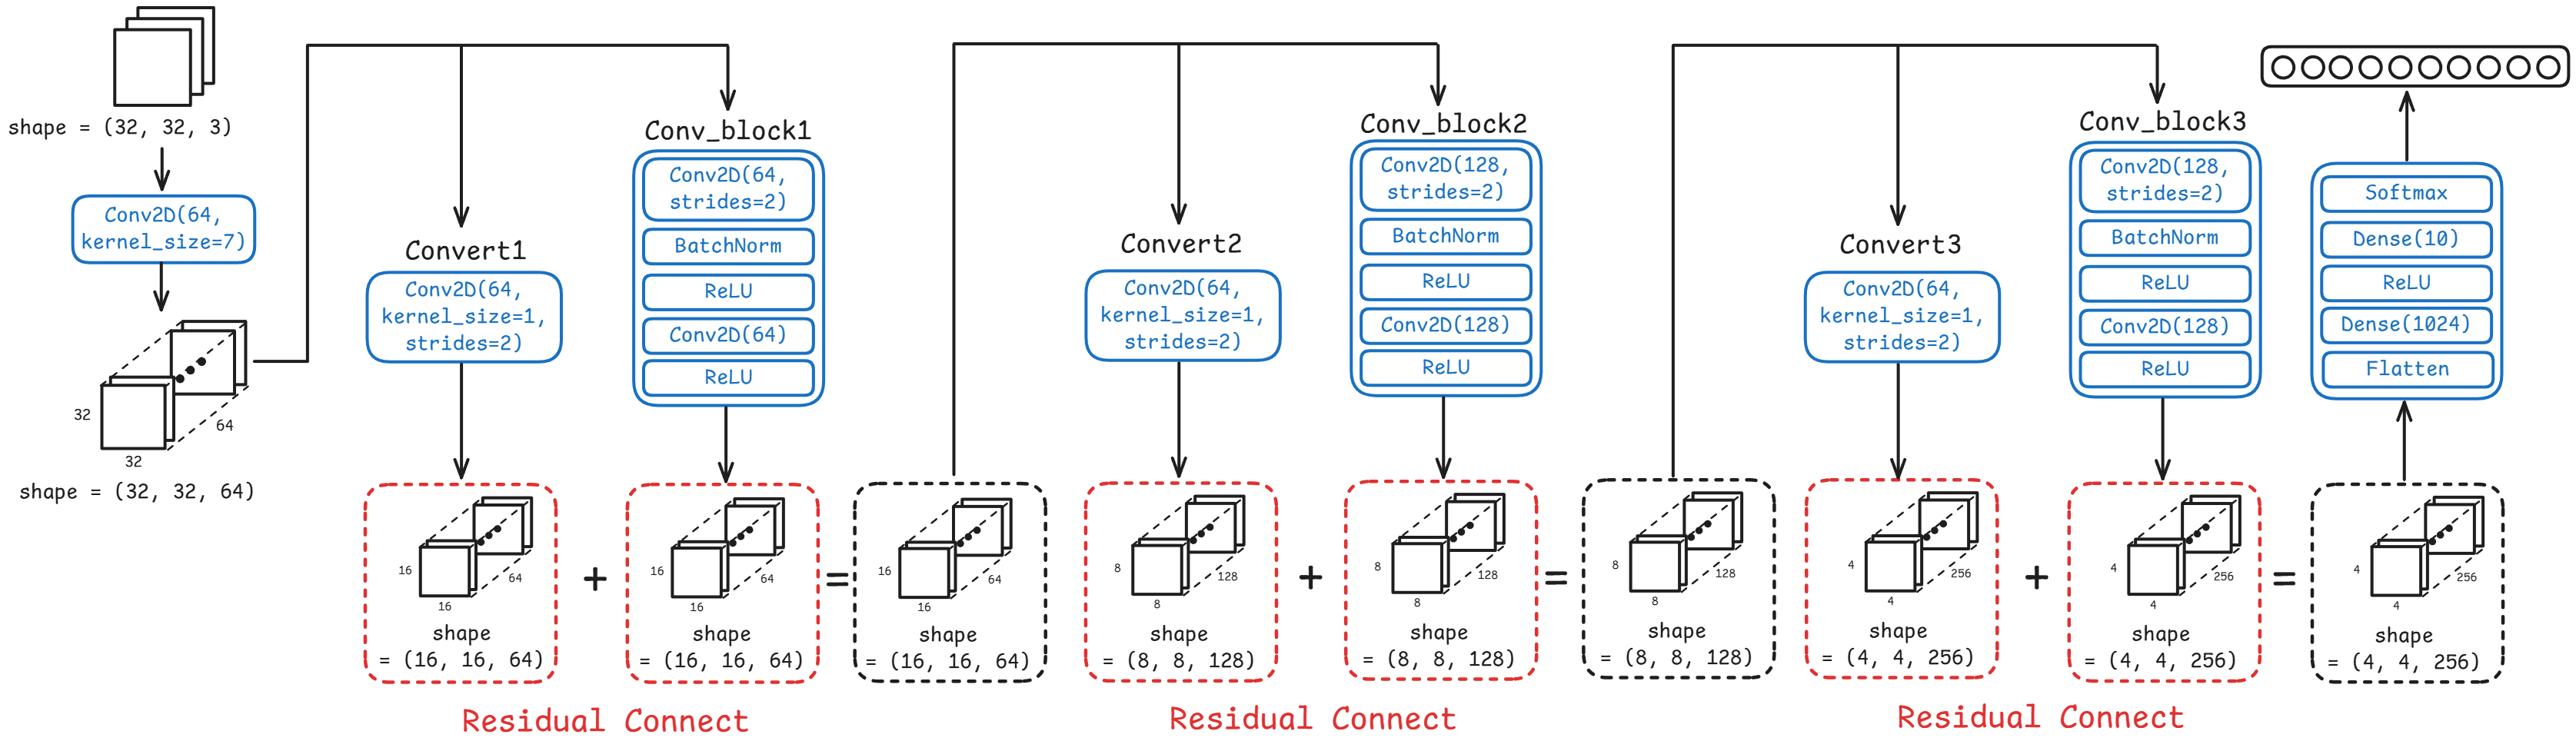 shape = (32, 32, 3)
Conv2D(64,
kernel_size=7)
32
32
64
shape = (32, 32, 64)
Convert1
Conv2D(64,
kernel_size=1,
strides=2)
16
16
64
shape
= (16, 16, 64)
+
Conv_block1
Conv2D(64,
strides=2)
BatchNorm
ReLU
Conv2D(64)
ReLU
16
16
64
shape
= (16, 16, 64)
=
16
16
64
shape
= (16, 16, 64)
Residual Connect
Convert2
Conv2D(64,
kernel_size=1,
strides=2)
8
8
128
shape
= (8, 8, 128)
+
Conv_block2
Conv2D(128,
strides=2)
BatchNorm
ReLU
Conv2D(128)
ReLU
8
8
128
shape
= (8, 8, 128)
=
8
8
128
shape
= (8, 8, 128)
Residual Connect
Convert3
Conv2D(64,
kernel_size=1,
strides=2)
4
4
256
shape
= (4, 4, 256)
+
Conv_block3
Conv2D(128,
strides=2)
BatchNorm
ReLU
Conv2D(128)
ReLU
4
4
256
shape
= (4, 4, 256)
=
4
4
256
shape
= (4, 4, 256)
Residual Connect
Softmax
Dense(10)
ReLU
Dense(1024)
Flatten